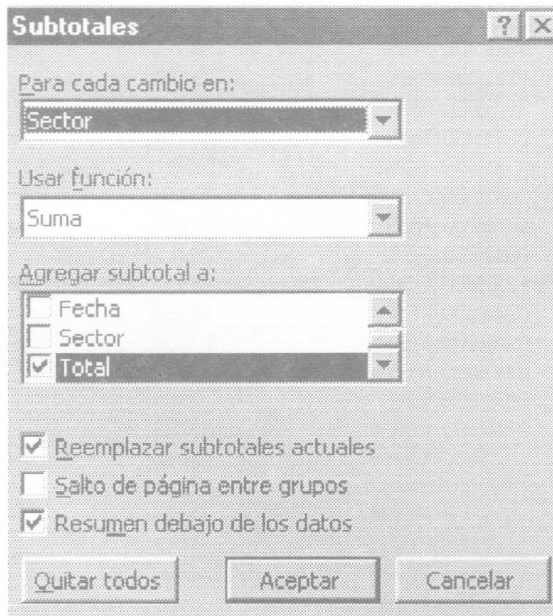 Subtotales
Para cada cambio en:
Sector
Usar función:
Suma
Agregar subtotal a:
Fecha
Sector
Total
Reemplazar subtotales actuales
Salto de página entre grupos
Resumen debajo de los datos
Quitar todos Aceptar Cancelar